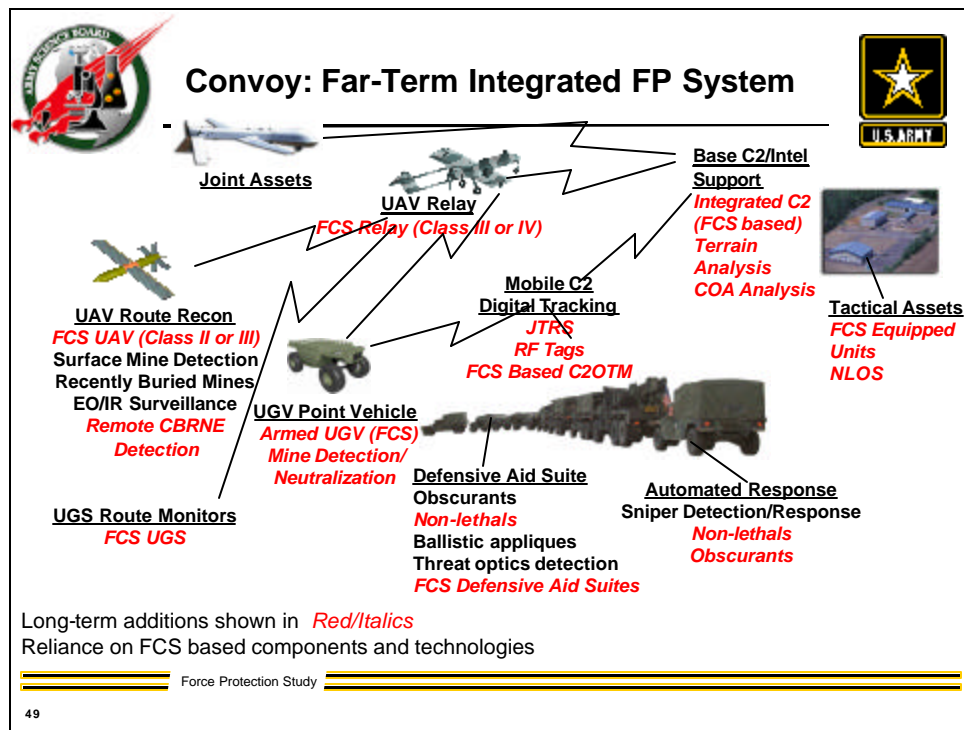 ARMY SCIENCE BOARD
Convoy: Far-Term Integrated FP System
U.S. ARMY
Joint Assets
UAV Relay
FCS Relay (Class III or IV)
Base C2/Intel
Support
Integrated C2
(FCS based)
Terrain
Analysis
COA Analysis
UAV Route Recon
FCS UAV (Class II or III)
Surface Mine Detection
Recently Buried Mines
EO/IR Surveillance
Remote CBRNE
Detection
Mobile C2
Digital Tracking
JTRS
RF Tags
FCS Based C2OTM
Tactical Assets
FCS Equipped
Units
NLOS
UGV Point Vehicle
Armed UGV (FCS)
Mine Detection/
Neutralization
UGS Route Monitors
FCS UGS
Defensive Aid Suite
Obscurants
Non-lethals
Ballistic appliques
Threat optics detection
FCS Defensive Aid Suites
Automated Response
Sniper Detection/Response
Non-lethals
Obscurants
Long-term additions shown in Red/Italics
Reliance on FCS based components and technologies
Force Protection Study
49